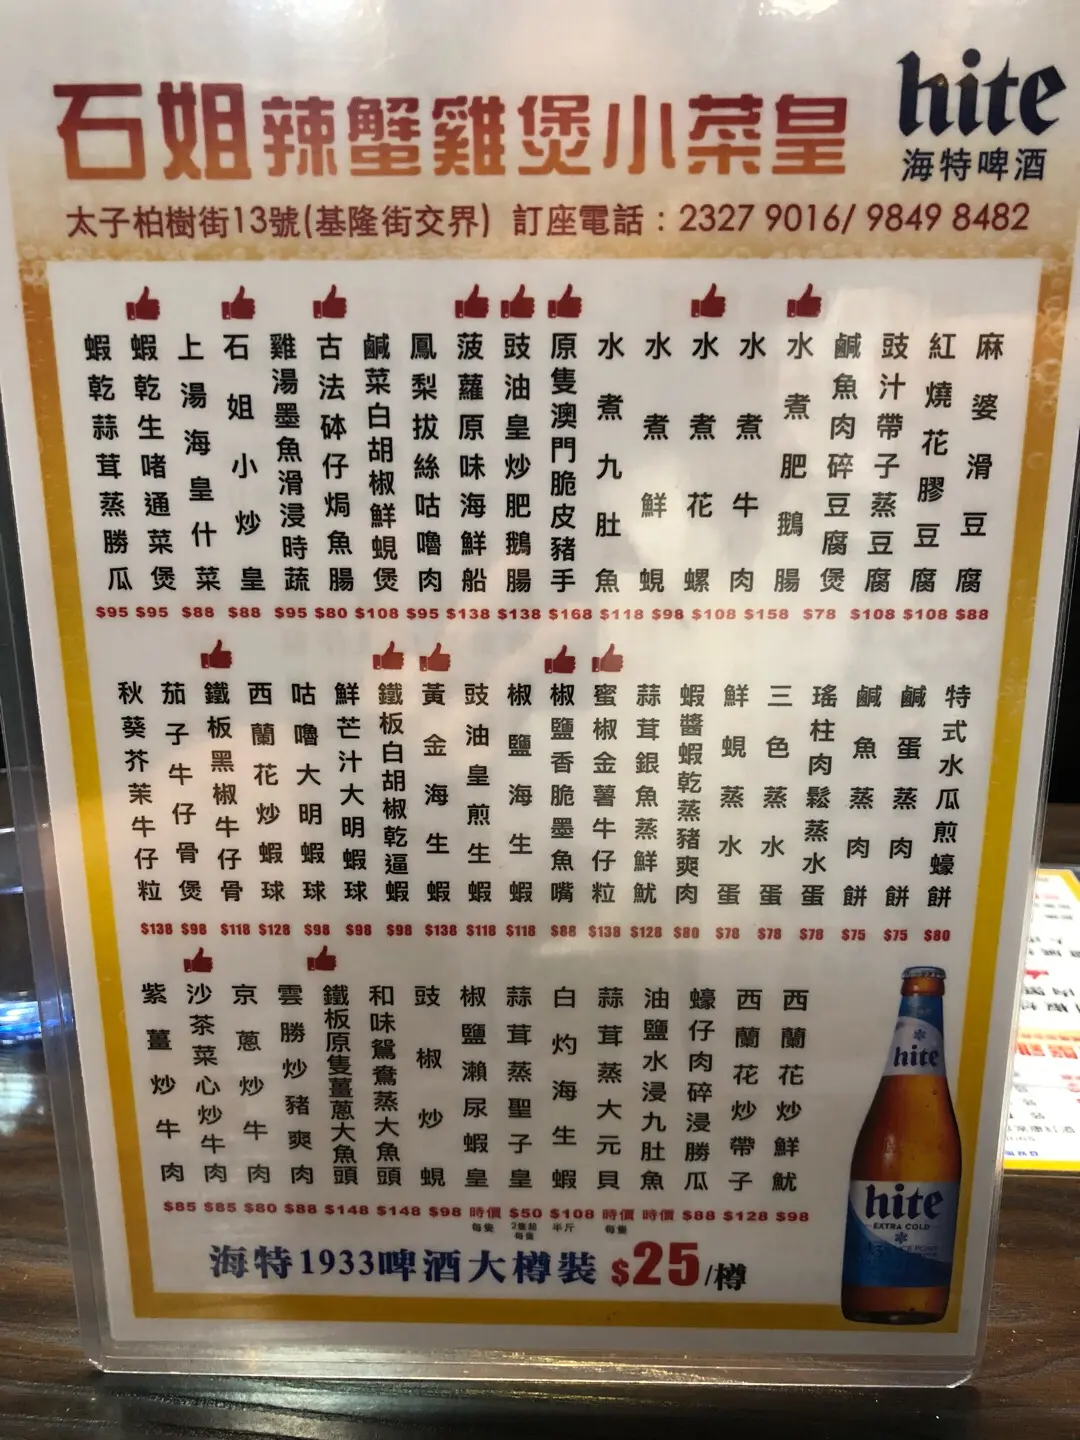 石姐辣蟹雞煲小菜皇
hite
海特啤酒
太子柏樹街13號(基隆街交界) 訂座電話：2327 9016/ 9849 8482
麻婆滑豆腐
紅燒花膠豆腐
豉汁帶子蒸豆腐
鹹魚肉碎豆腐煲
水煮肥鵝腸
水煮牛肉
水煮花螺
水煮鮮蜆
水煮九肚魚
原隻澳門脆皮豬手
豉油皇炒肥鵝腸
菠蘿原味海鮮船
鳳梨拔絲咕嚕肉
鹹菜白胡椒鮮蜆煲
古法砵仔焗魚腸
雞湯墨魚滑浸時蔬
石姐小炒皇
上湯海皇什菜
蝦乾生啫通菜煲
蝦乾蒜茸蒸勝瓜
$95 $95 $88 $88 $95 $80 $108 $95 $138 $138 $168 $118 $98 $108 $158 $78 $108 $108 $88
特式水瓜煎蠔餅
鹹蛋蒸肉餅
鹹魚蒸肉餅
瑤柱肉鬆蒸水蛋
三色蒸水蛋
鮮蜆蒸水蛋
蝦醬蝦乾蒸豬爽肉
蒜茸銀魚蒸鮮魷
蜜椒金薯牛仔粒
椒鹽香脆墨魚嘴
椒鹽海生蝦
豉油皇煎生蝦
黃金海生蝦
鐵板白胡椒乾逼蝦
鮮芒汁大明蝦球
咕嚕大明蝦球
西蘭花炒蝦球
鐵板黑椒牛仔骨
茄子牛仔骨煲
秋葵芥茉牛仔粒
$138 $98 $118 $128 $98 $98 $98 $138 $118 $118 $88 $138 $128 $80 $78 $78 $78 $75 $75 $80
西蘭花炒鮮魷
西蘭花炒帶子
蠔仔肉碎浸勝瓜
油鹽水浸九肚魚
蒜茸蒸大元貝
白灼海生蝦
蒜茸蒸聖子皇
椒鹽瀨尿蝦皇
豉椒炒蜆
和味鴛鴦蒸大魚頭
鐵板原隻薑蔥大魚頭
雲勝炒豬爽肉
京蔥炒牛肉
沙茶菜心炒牛肉
紫薑炒牛肉
$85 $85 $80 $88 $148 $148 $98 時價 $50 $108 時價 時價 $88 $128 $98
每隻 2隻起 每隻 半斤 每隻
海特1933啤酒大樽裝 $25/樽
hite
hite
EXTRA COLD